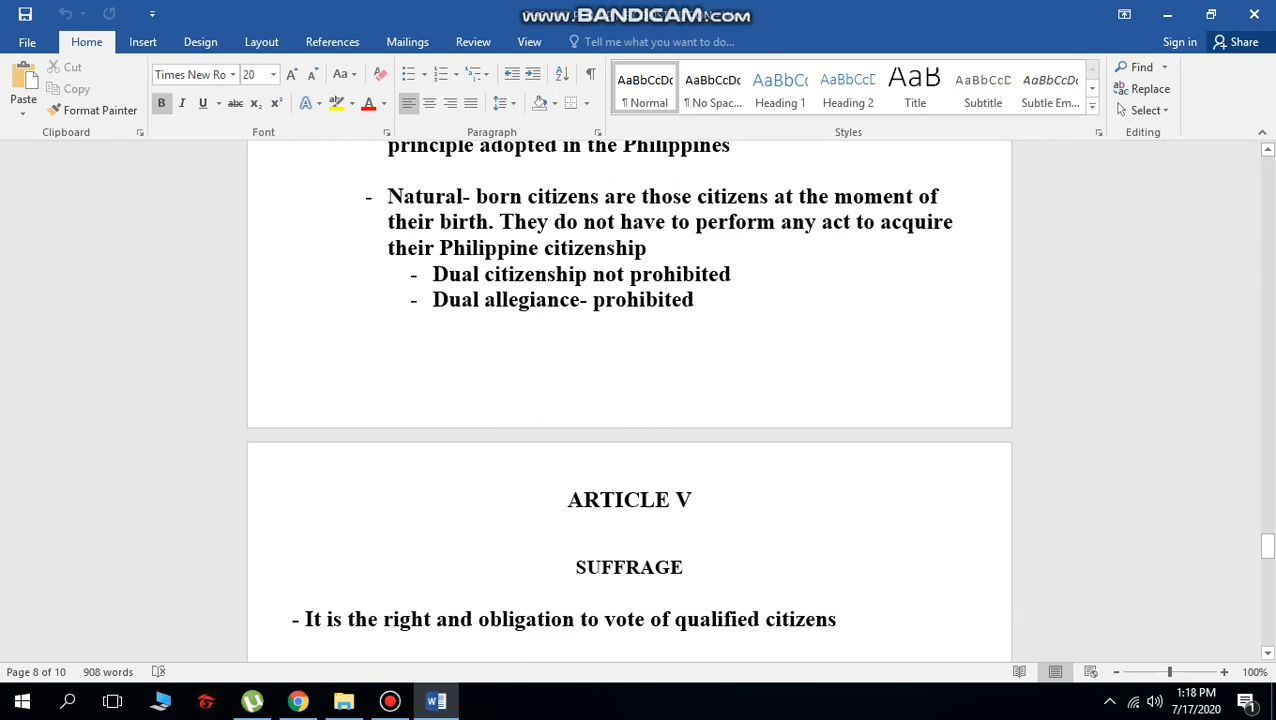 www.BANDICAM.com
File Home Insert Design Layout References Mailings Review View Tell me what you want to do... Sign in Share
Paste Cut Copy Format Painter
Times New Ro 20 Aa
B I U abc X₂ X² A A
AaBbCcDc AaBbCcDc AaBbCc AaBbCcD AaB AaBbCcD AaBbCcDc
¶ Normal ¶ No Spac... Heading 1 Heading 2 Title Subtitle Subtle Em...
Find Replace Select
Clipboard Font Paragraph Styles Editing
principle adopted in the Philippines
- Natural- born citizens are those citizens at the moment of
their birth. They do not have to perform any act to acquire
their Philippine citizenship
- Dual citizenship not prohibited
- Dual allegiance- prohibited
ARTICLE V
SUFFRAGE
- It is the right and obligation to vote of qualified citizens
Page 8 of 10 908 words 100%
1:18 PM
7/17/2020
1